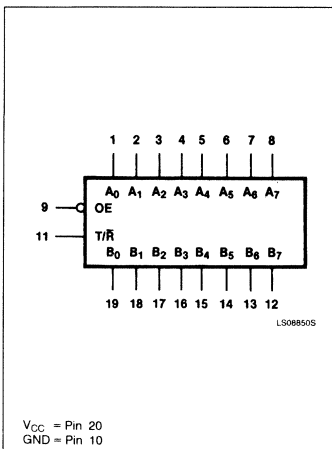 1 2 3 4 5 6 7 8
A0 A1 A2 A3 A4 A5 A6 A7
9 OE
11 T/R̅
B0 B1 B2 B3 B4 B5 B6 B7
19 18 17 16 15 14 13 12
LS08850S
VCC = Pin 20
GND = Pin 10